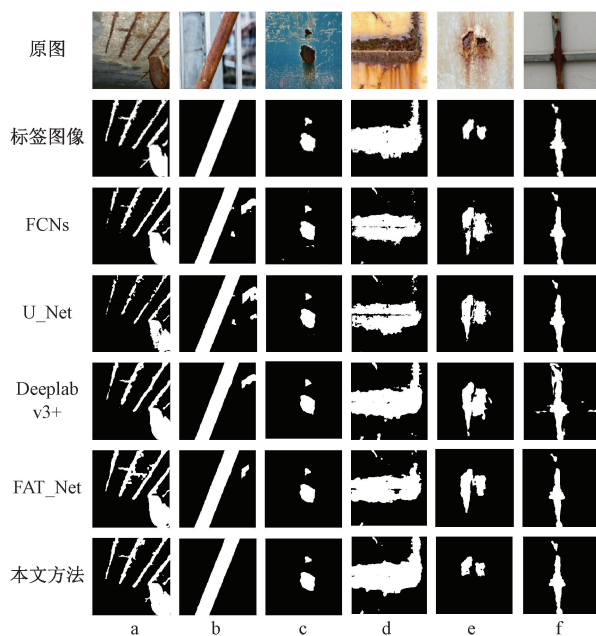 原图
标签图像
FCNs
U_Net
Deeplab
v3+
FAT_Net
本文方法
a b c d e f